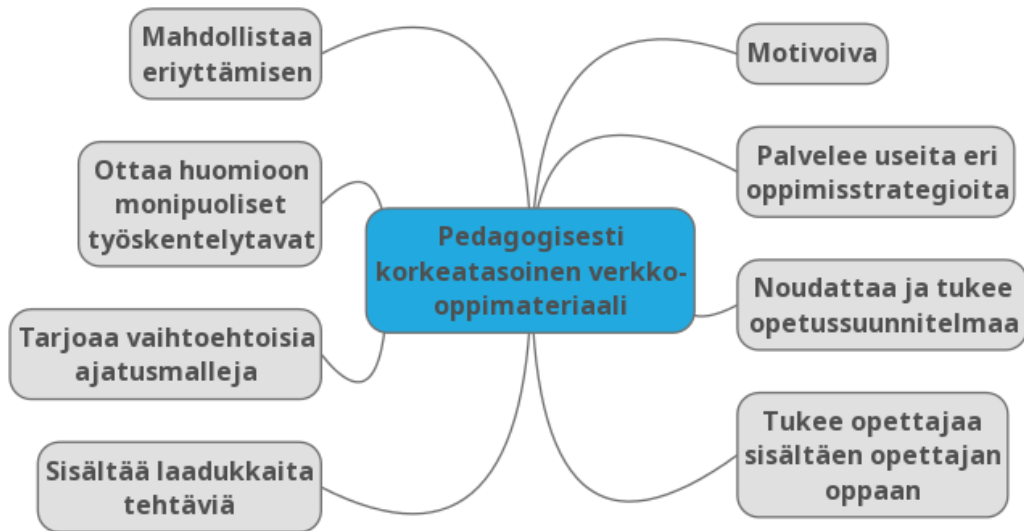 Mahdollistaa
eriyttämisen
Ottaa huomioon
monipuoliset
työskentelytavat
Tarjoaa vaihtoehtoisia
ajatusmalleja
Sisältää laadukkaita
tehtäviä
Pedagogisesti
korkeatasoinen verkko-
oppimateriaali
Motivoiva
Palvelee useita eri
oppimisstrategioita
Noudattaa ja tukee
opetussuunnitelmaa
Tukee opettajaa
sisältäen opettajan
oppaan